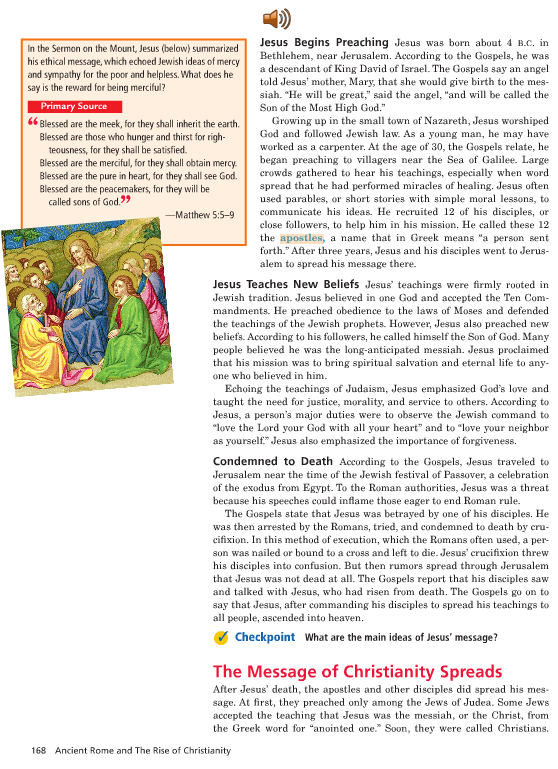 In the Sermon on the Mount, Jesus (below) summarized
his ethical message, which echoed Jewish ideas of mercy
and sympathy for the poor and helpless. What does he
say is the reward for being merciful?
Primary Source
“Blessed are the meek, for they shall inherit the earth.
Blessed are those who hunger and thirst for righ-
teousness, for they shall be satisfied.
Blessed are the merciful, for they shall obtain mercy.
Blessed are the pure in heart, for they shall see God.
Blessed are the peacemakers, for they will be
called sons of God.”
—Matthew 5:5–9
Jesus Begins Preaching Jesus was born about 4 B.C. in
Bethlehem, near Jerusalem. According to the Gospels, he was
a descendant of King David of Israel. The Gospels say an angel
told Jesus’ mother, Mary, that she would give birth to the mes-
siah. “He will be great,” said the angel, “and will be called the
Son of the Most High God.”
Growing up in the small town of Nazareth, Jesus worshiped
God and followed Jewish law. As a young man, he may have
worked as a carpenter. At the age of 30, the Gospels relate, he
began preaching to villagers near the Sea of Galilee. Large
crowds gathered to hear his teachings, especially when word
spread that he had performed miracles of healing. Jesus often
used parables, or short stories with simple moral lessons, to
communicate his ideas. He recruited 12 of his disciples, or
close followers, to help him in his mission. He called these 12
the apostles, a name that in Greek means “a person sent
forth.” After three years, Jesus and his disciples went to Jerus-
alem to spread his message there.
Jesus Teaches New Beliefs Jesus’ teachings were firmly rooted in
Jewish tradition. Jesus believed in one God and accepted the Ten Com-
mandments. He preached obedience to the laws of Moses and defended
the teachings of the Jewish prophets. However, Jesus also preached new
beliefs. According to his followers, he called himself the Son of God. Many
people believed he was the long-anticipated messiah. Jesus proclaimed
that his mission was to bring spiritual salvation and eternal life to any-
one who believed in him.
Echoing the teachings of Judaism, Jesus emphasized God’s love and
taught the need for justice, morality, and service to others. According to
Jesus, a person’s major duties were to observe the Jewish command to
“love the Lord your God with all your heart” and to “love your neighbor
as yourself.” Jesus also emphasized the importance of forgiveness.
Condemned to Death According to the Gospels, Jesus traveled to
Jerusalem near the time of the Jewish festival of Passover, a celebration
of the exodus from Egypt. To the Roman authorities, Jesus was a threat
because his speeches could inflame those eager to end Roman rule.
The Gospels state that Jesus was betrayed by one of his disciples. He
was then arrested by the Romans, tried, and condemned to death by cru-
cifixion. In this method of execution, which the Romans often used, a per-
son was nailed or bound to a cross and left to die. Jesus’ crucifixion threw
his disciples into confusion. But then rumors spread through Jerusalem
that Jesus was not dead at all. The Gospels report that his disciples saw
and talked with Jesus, who had risen from death. The Gospels go on to
say that Jesus, after commanding his disciples to spread his teachings to
all people, ascended into heaven.
Checkpoint What are the main ideas of Jesus’ message?
The Message of Christianity Spreads
After Jesus’ death, the apostles and other disciples did spread his mes-
sage. At first, they preached only among the Jews of Judea. Some Jews
accepted the teaching that Jesus was the messiah, or the Christ, from
the Greek word for “anointed one.” Soon, they were called Christians.
168 Ancient Rome and The Rise of Christianity